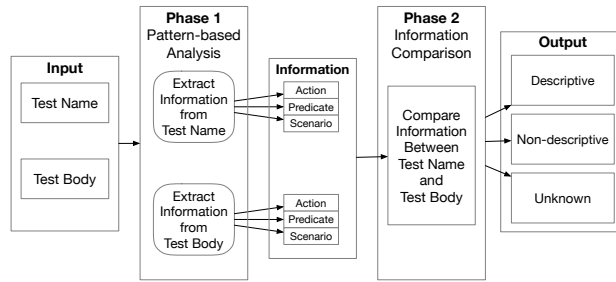 Input
Test Name
Test Body
Phase 1
Pattern-based
Analysis
Extract
Information
from
Test Name
Extract
Information
from
Test Body
Information
Action
Predicate
Scenario
Action
Predicate
Scenario
Phase 2
Information
Comparison
Compare
Information
Between
Test Name
and
Test Body
Output
Descriptive
Non-descriptive
Unknown